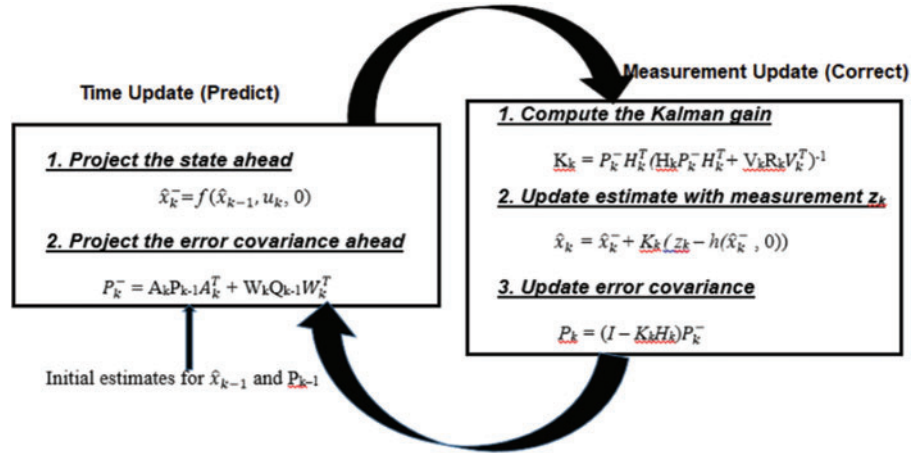 Time Update (Predict)
1. Project the state ahead
x̂ₖ⁻=f(x̂ₖ₋₁, uₖ, 0)
2. Project the error covariance ahead
Pₖ⁻ = AₖPₖ₋₁Aₖᵀ + WₖQₖ₋₁Wₖᵀ
Initial estimates for x̂ₖ₋₁ and Pₖ₋₁
Measurement Update (Correct)
1. Compute the Kalman gain
Kₖ = Pₖ⁻Hₖᵀ(HₖPₖ⁻Hₖᵀ+ VₖRₖVₖᵀ)⁻¹
2. Update estimate with measurement zₖ
x̂ₖ = x̂ₖ⁻+ Kₖ(zₖ – h(x̂ₖ⁻ , 0))
3. Update error covariance
Pₖ = (I – KₖHₖ)Pₖ⁻